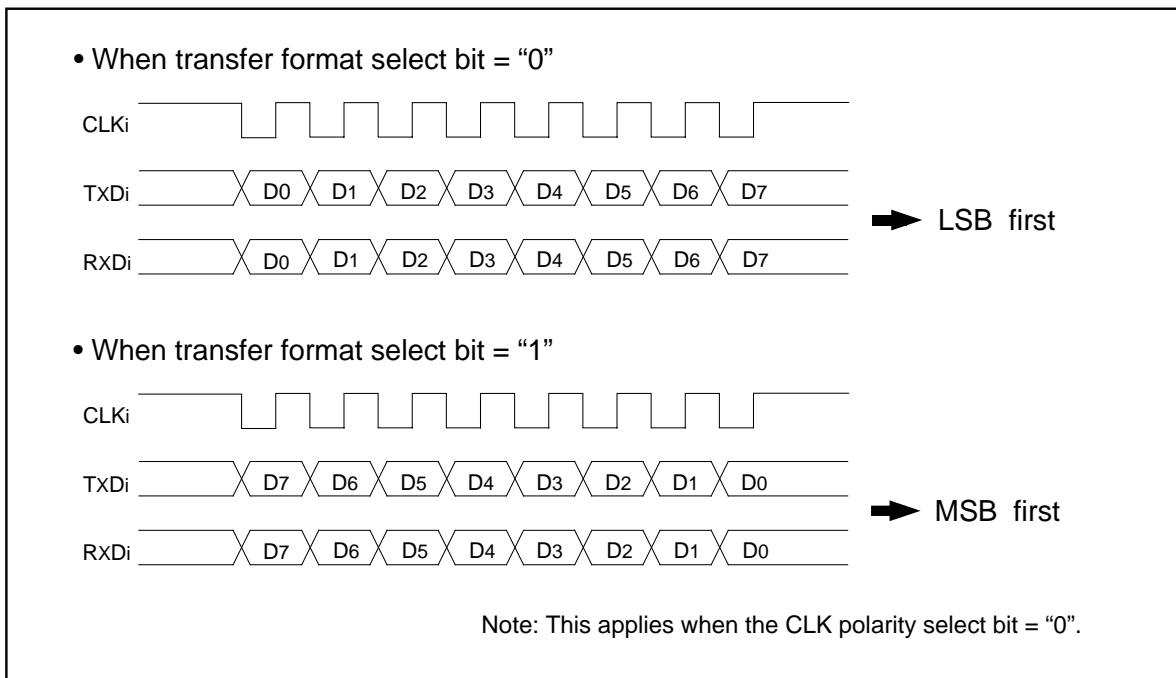 • When transfer format select bit = “0”
CLKi
TXDi D0 D1 D2 D3 D4 D5 D6 D7
LSB first
RXDi D0 D1 D2 D3 D4 D5 D6 D7
• When transfer format select bit = “1”
CLKi
TXDi D7 D6 D5 D4 D3 D2 D1 D0
MSB first
RXDi D7 D6 D5 D4 D3 D2 D1 D0
Note: This applies when the CLK polarity select bit = “0”.